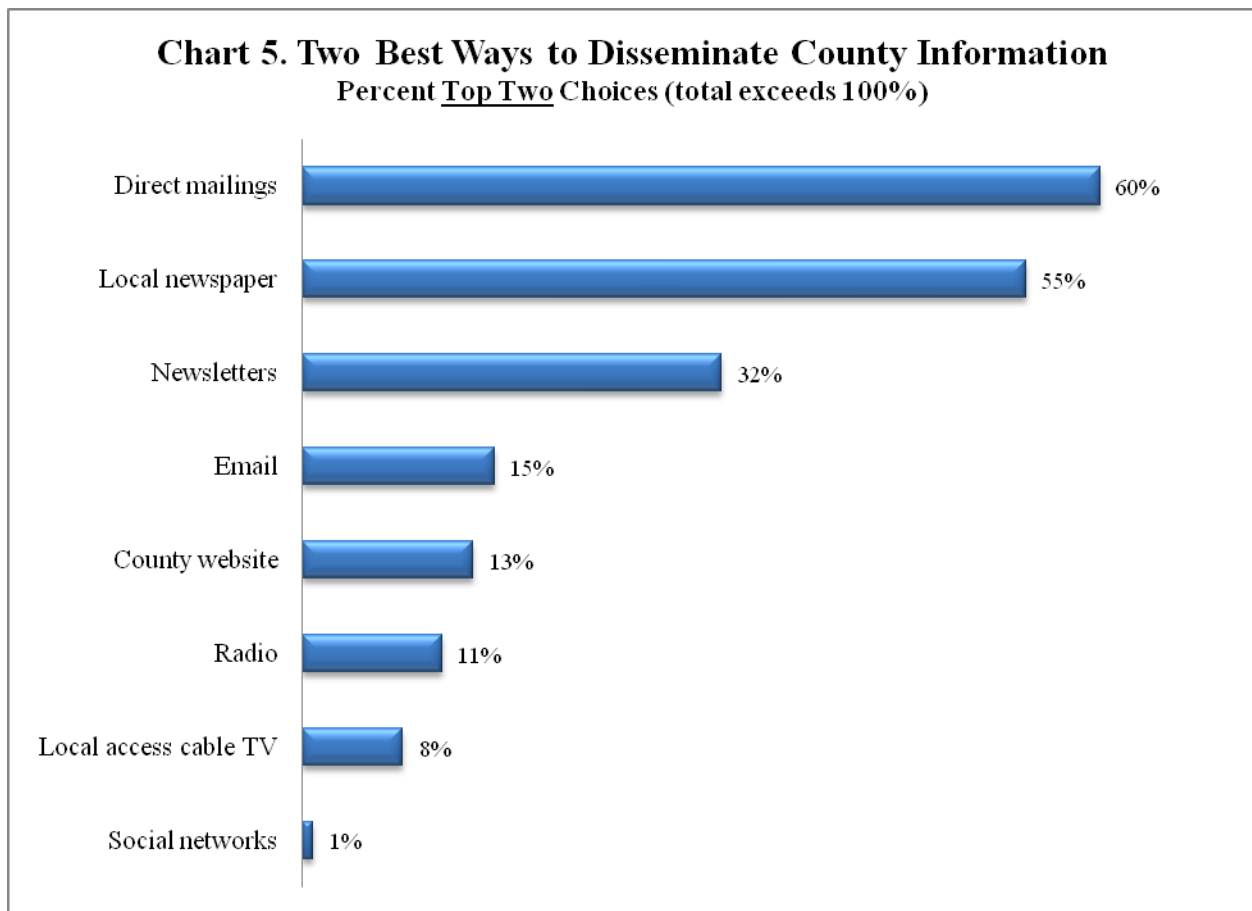 Chart 5. Two Best Ways to Disseminate County Information
Percent Top Two Choices (total exceeds 100%)
Direct mailings 60%
Local newspaper 55%
Newsletters 32%
Email 15%
County website 13%
Radio 11%
Local access cable TV 8%
Social networks 1%